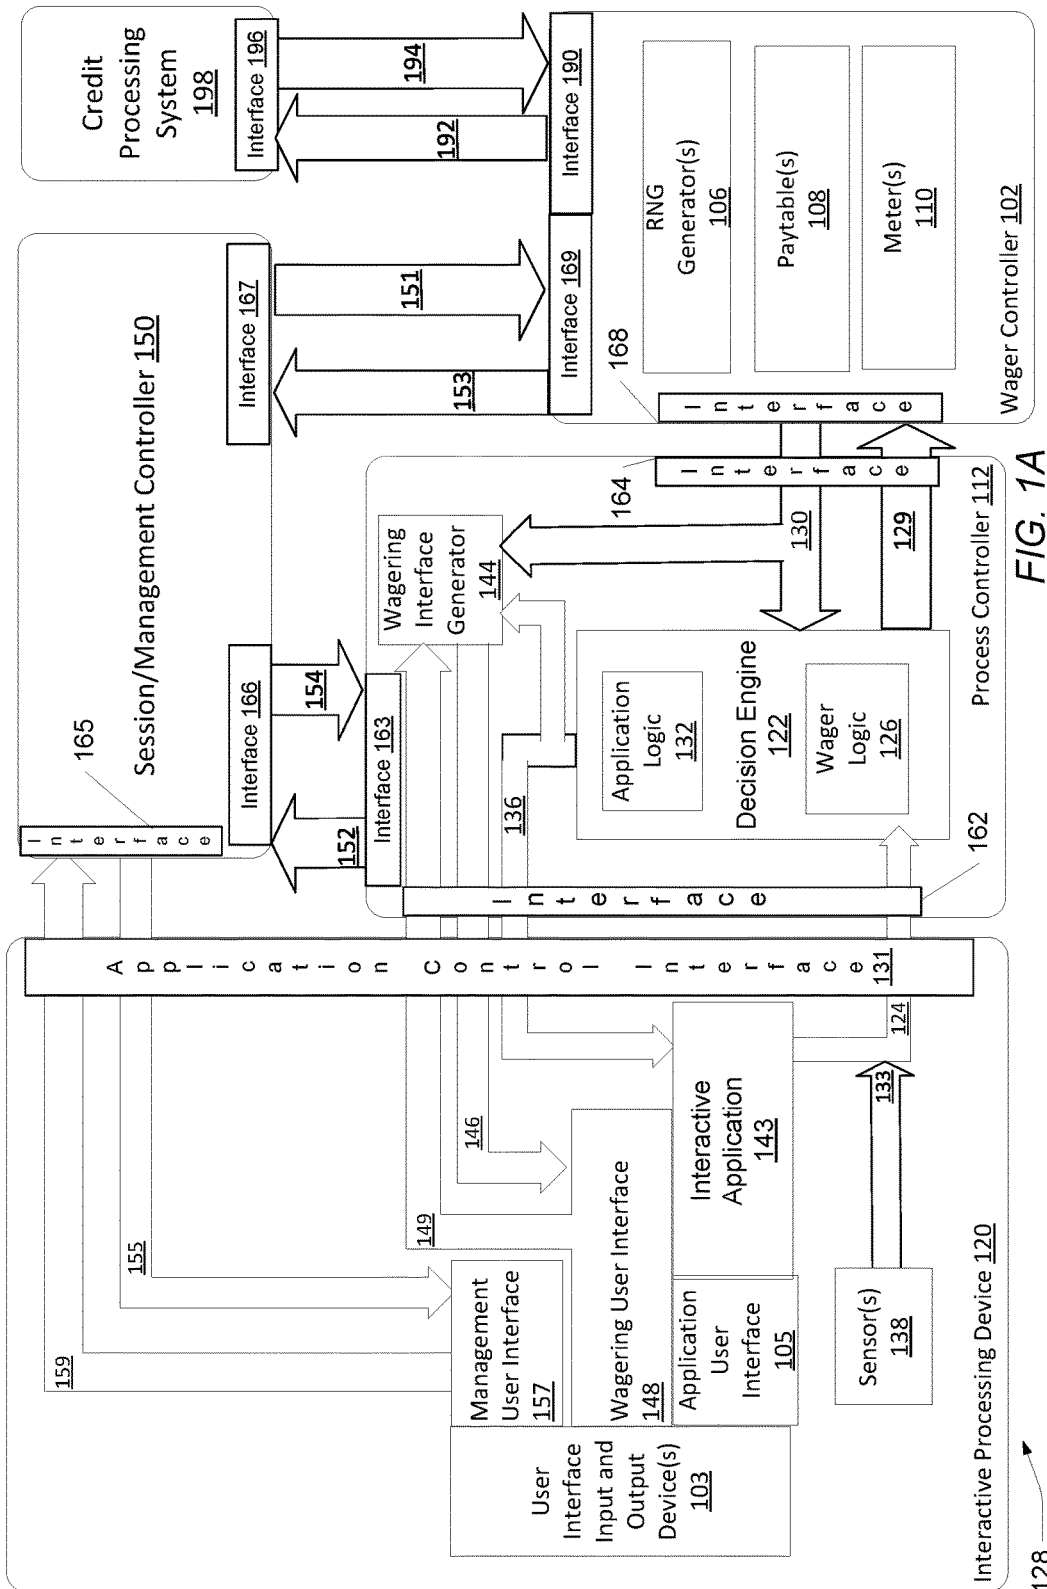 Credit
Processing
System
198
Interface 196
194
192
Interface 190
RNG
Generator(s)
106
Paytable(s)
108
Meter(s)
110
Wager Controller 102
Session/Management Controller 150
Interface 167
151
153
Interface 169
168
Interface
165
Interface
Interface 166
154
152
Interface 163
Wagering
Interface
Generator
144
164
Interface
130
129
136
Application
Logic
132
Decision Engine
122
Wager
Logic
126
Process Controller 112
162
Interface
Application Control Interface 131
159
155
149
146
124
133
Management
User Interface
157
Wagering User Interface
148
Interactive
Application
143
Application
User
Interface
105
User
Interface
Input and
Output
Device(s)
103
Sensor(s)
138
Interactive Processing Device 120
128
FIG. 1A